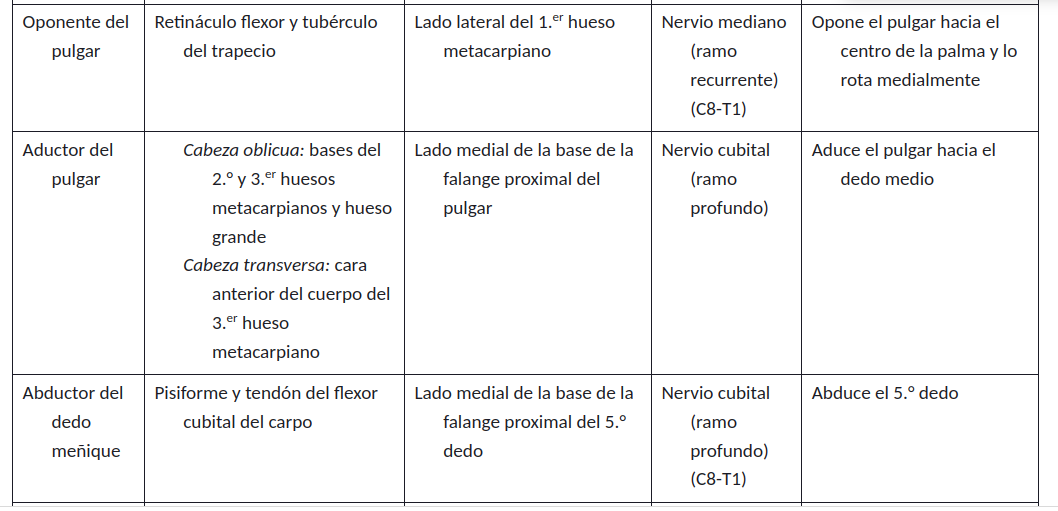 Oponente del
pulgar
Retináculo flexor y tubérculo
del trapecio
Lado lateral del 1.er hueso
metacarpiano
Nervio mediano
(ramo
recurrente)
(C8-T1)
Opone el pulgar hacia el
centro de la palma y lo
rota medialmente
Aductor del
pulgar
Cabeza oblicua: bases del
2.º y 3.er huesos
metacarpianos y hueso
grande
Cabeza transversa: cara
anterior del cuerpo del
3.er hueso
metacarpiano
Lado medial de la base de la
falange proximal del
pulgar
Nervio cubital
(ramo
profundo)
Aduce el pulgar hacia el
dedo medio
Abductor del
dedo
meñique
Pisiforme y tendón del flexor
cubital del carpo
Lado medial de la base de la
falange proximal del 5.º
dedo
Nervio cubital
(ramo
profundo)
(C8-T1)
Abduce el 5.º dedo